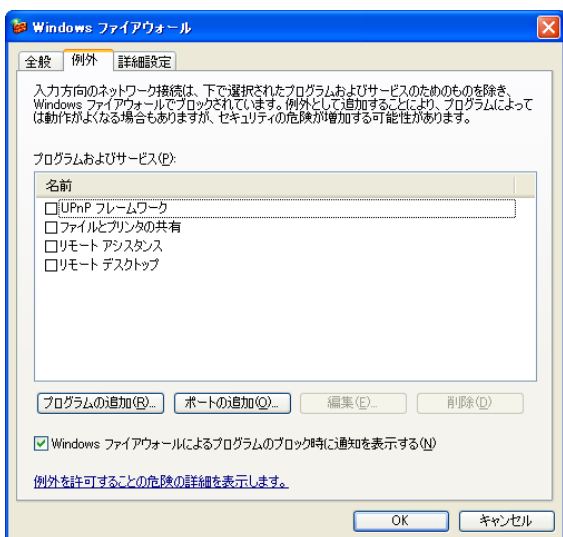 Windows ファイアウォール
全般 例外 詳細設定
入力方向のネットワーク接続は、下で選択されたプログラムおよびサービスのためのものを除き、
Windows ファイアウォールでブロックされています。例外として追加することにより、プログラムによって
は動作がよくなる場合もありますが、セキュリティの危険が増加する可能性があります。
プログラムおよびサービス(P):
名前
UPnP フレームワーク
ファイルとプリンタの共有
リモート アシスタンス
リモート デスクトップ
プログラムの追加(R)... ポートの追加(O)... 編集(E)... 削除(D)
Windows ファイアウォールによるプログラムのブロック時に通知を表示する(N)
例外を許可することの危険の詳細を表示します。
OK キャンセル